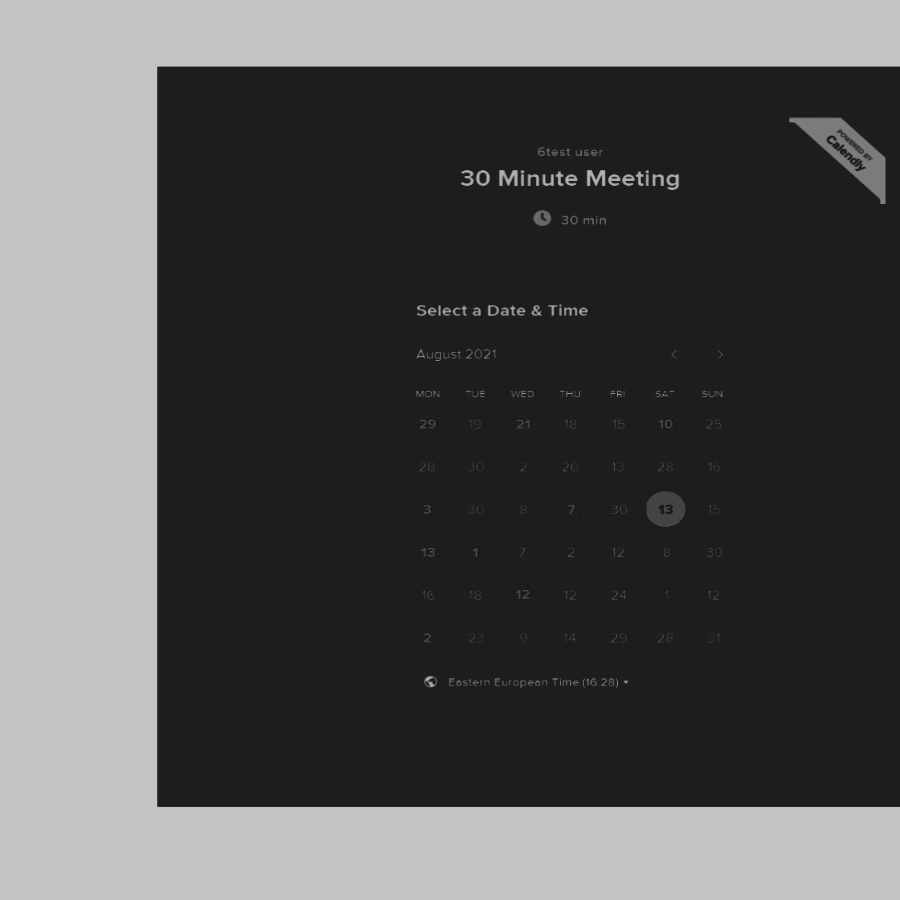 6test user
30 Minute Meeting
30 min
POWERED BY
Calendly
Select a Date & Time
August 2021
MON TUE WED THU FRI SAT SUN
29 19 21 18 15 10 25
28 30 2 20 13 28 16
3 30 8 7 30 13 15
13 1 7 2 12 8 30
16 18 12 12 24 1 12
2 23 9 14 29 28 31
Eastern European Time (16:28)